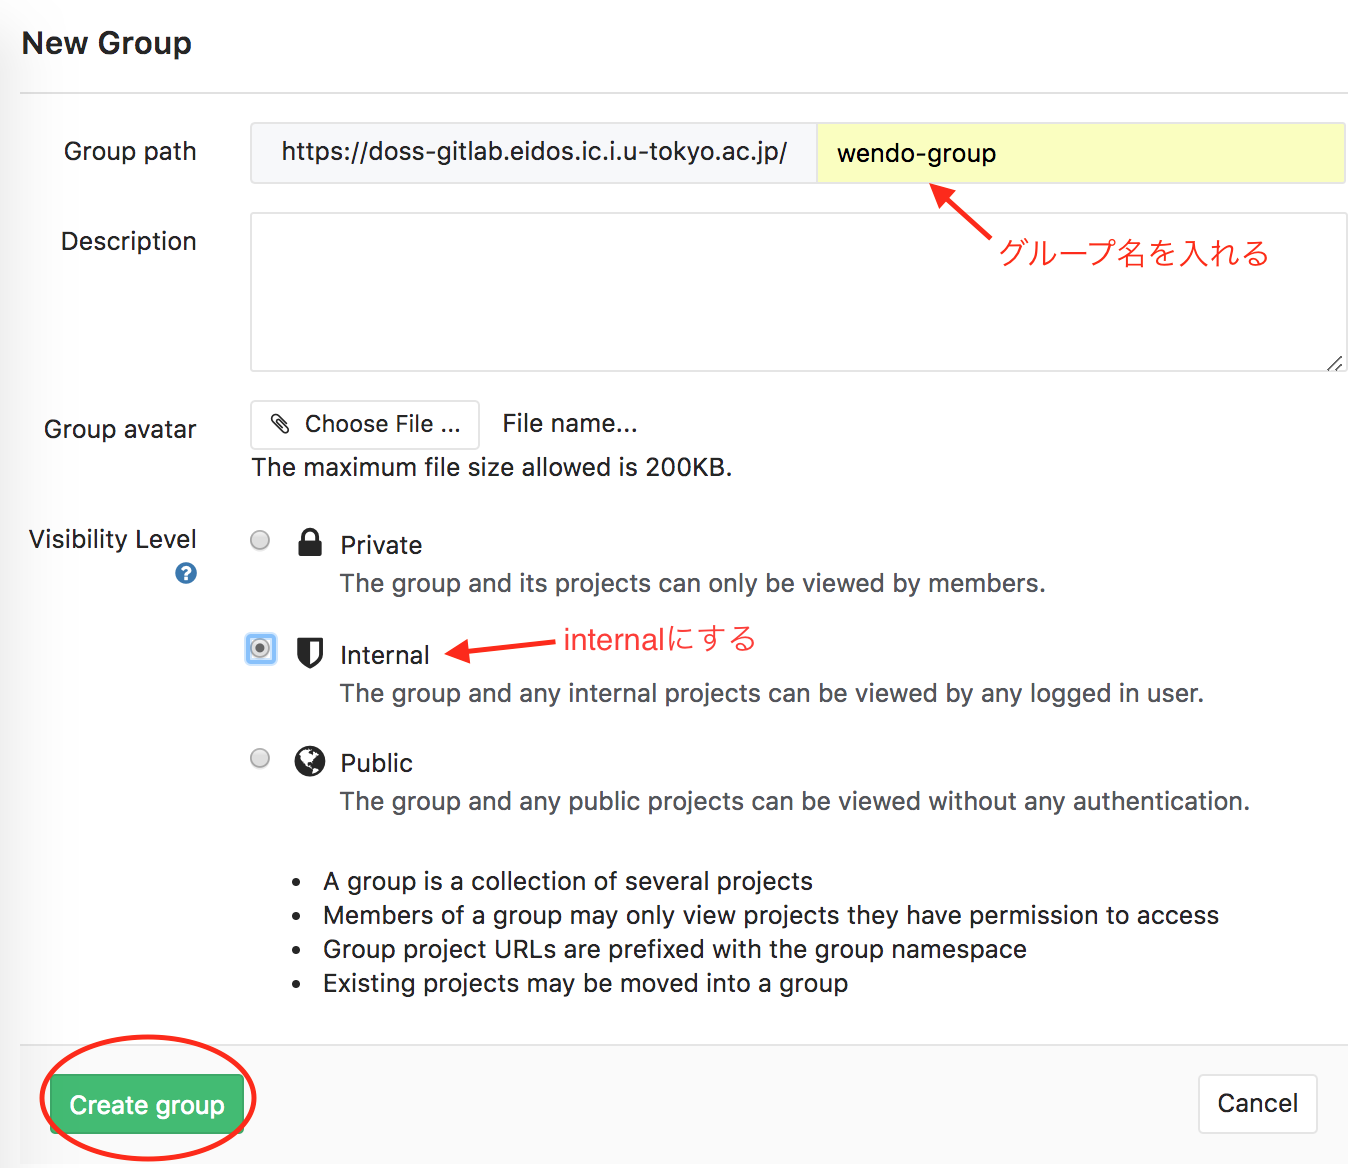 New Group
Group path
https://doss-gitlab.eidos.ic.i.u-tokyo.ac.jp/ wendo-group
グループ名を入れる
Description
Group avatar
Choose File ... File name...
The maximum file size allowed is 200KB.
Visibility Level
?
Private
The group and its projects can only be viewed by members.
Internal
internalにする
The group and any internal projects can be viewed by any logged in user.
Public
The group and any public projects can be viewed without any authentication.
• A group is a collection of several projects
• Members of a group may only view projects they have permission to access
• Group project URLs are prefixed with the group namespace
• Existing projects may be moved into a group
Create group
Cancel